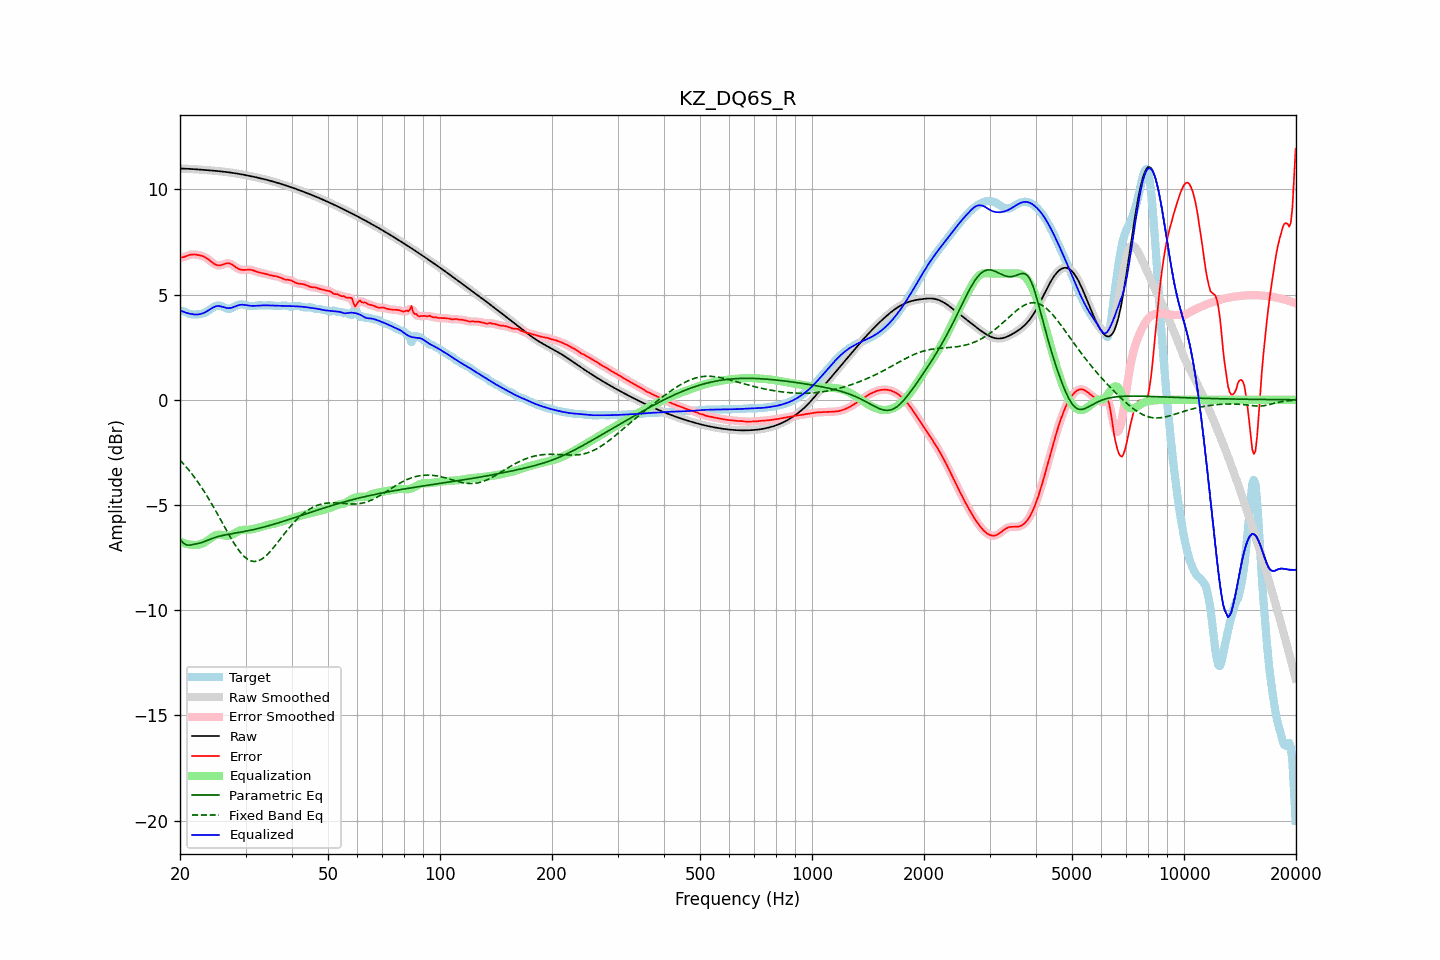 KZ_DQ6S_R
10
5
0
−5
−10
−15
−20
Amplitude (dBr)
Target
Raw Smoothed
Error Smoothed
Raw
Error
Equalization
Parametric Eq
Fixed Band Eq
Equalized
20 50 100 200 500 1000 2000 5000 10000 20000
Frequency (Hz)